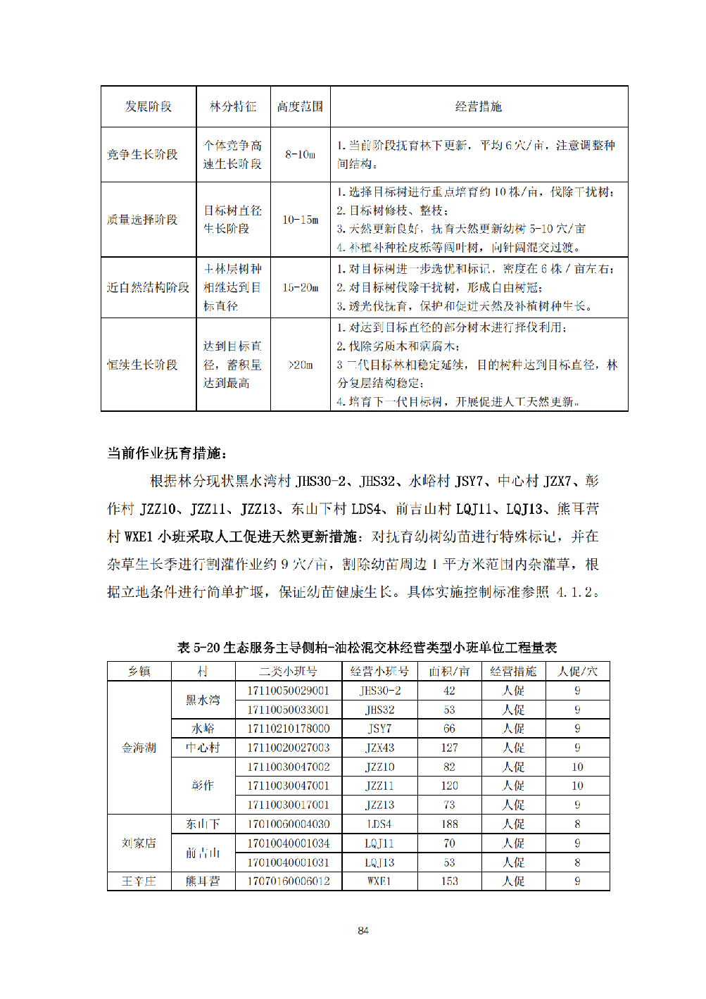 发展阶段 林分特征 高度范围 经营措施
竞争生长阶段 个体竞争高速生长阶段 8-10m 1.当前阶段抚育林下更新，平均 6 穴/亩，注意调整种
间结构。
质量选择阶段 目标树直径生长阶段 10-15m 1.选择目标树进行重点培育约 10 株/亩，伐除干扰树；
2.目标树修枝、整枝；
3.天然更新良好，抚育天然更新幼树 5-10 穴/亩
4.补植补种栓皮栎等阔叶树，向针阔混交过渡。
近自然结构阶段 主林层树种相继达到目标直径 15-20m 1.对目标树进一步选优和标记，密度在 6 株 / 亩左右；
2.对目标树伐除干扰树，形成自由树冠；
3.透光伐抚育，保护和促进天然及补植树种生长。
恒续生长阶段 达到目标直径，蓄积量达到最高 >20m 1.对达到目标直径的部分树木进行择伐利用；
2.伐除劣质木和病腐木；
3 二代目标林相稳定延续，目的树种达到目标直径，林
分复层结构稳定；
4.培育下一代目标树，开展促进人工天然更新。
当前作业抚育措施：
根据林分现状黑水湾村 JHS30-2、JHS32、水峪村 JSY7、中心村 JZX7、彰
作村 JZZ10、JZZ11、JZZ13、东山下村 LDS4、前吉山村 LQJ11、LQJ13、熊耳营
村 WXE1 小班采取人工促进天然更新措施：对抚育幼树幼苗进行特殊标记，并在
杂草生长季进行割灌作业约 9 穴/亩，割除幼苗周边 1 平方米范围内杂灌草，根
据立地条件进行简单扩堰，保证幼苗健康生长。具体实施控制标准参照 4.1.2。
表 5-20 生态服务主导侧柏-油松混交林经营类型小班单位工程量表
乡镇 村 二类小班号 经营小班号 面积/亩 经营措施 人促/穴
金海湖 黑水湾 17110050029001 JHS30-2 42 人促 9
17110050033001 JHS32 53 人促 9
水峪 17110210178000 JSY7 66 人促 9
中心村 17110020027003 JZX43 127 人促 9
彰作 17110030047002 JZZ10 82 人促 10
17110030047001 JZZ11 120 人促 10
17110030017001 JZZ13 73 人促 9
刘家店 东山下 17010060004030 LDS4 188 人促 8
前吉山 17010040001034 LQJ11 70 人促 9
17010040001031 LQJ13 53 人促 8
王辛庄 熊耳营 17070160006012 WXE1 153 人促 9
84